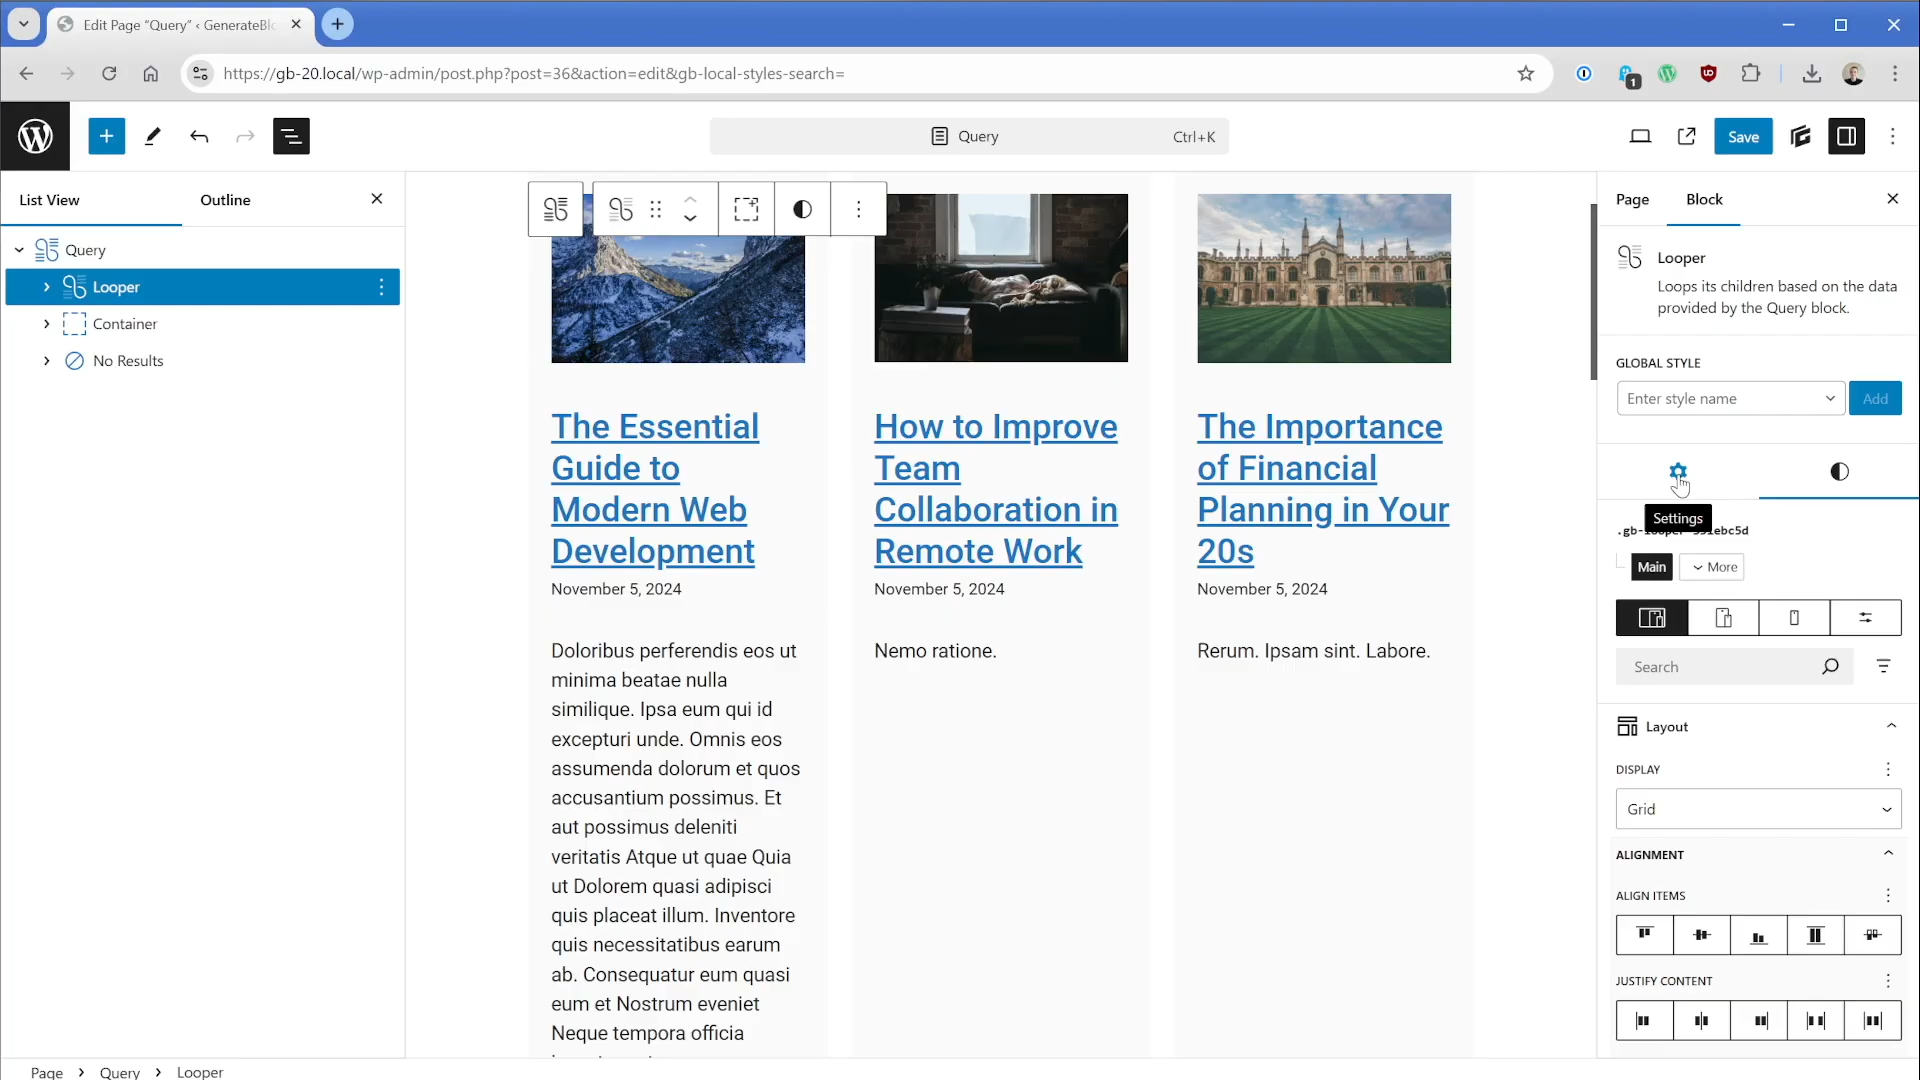 Edit Page “Query” ‹ GenerateBlo
https://gb-20.local/wp-admin/post.php?post=36&action=edit&gb-local-styles-search=
1
Query
Ctrl+K
Save
List View
Outline
Query
Looper
Container
No Results
The Essential
Guide to
Modern Web
Development
November 5, 2024
Doloribus perferendis eos ut
minima beatae nulla
similique. Ipsa eum qui id
excepturi unde. Omnis eos
assumenda dolorum et quos
accusantium possimus. Et
aut possimus deleniti
veritatis Atque ut quae Quia
ut Dolorem quasi adipisci
quis placeat illum. Inventore
quis necessitatibus earum
ab. Consequatur eum quasi
eum et Nostrum eveniet
Neque tempora officia
How to Improve
Team
Collaboration in
Remote Work
November 5, 2024
Nemo ratione.
The Importance
of Financial
Planning in Your
20s
November 5, 2024
Rerum. Ipsam sint. Labore.
Page
Block
Looper
Loops its children based on the data
provided by the Query block.
GLOBAL STYLE
Enter style name
Add
Settings
Main
More
Search
Layout
DISPLAY
Grid
ALIGNMENT
ALIGN ITEMS
JUSTIFY CONTENT
Page
Query
Looper